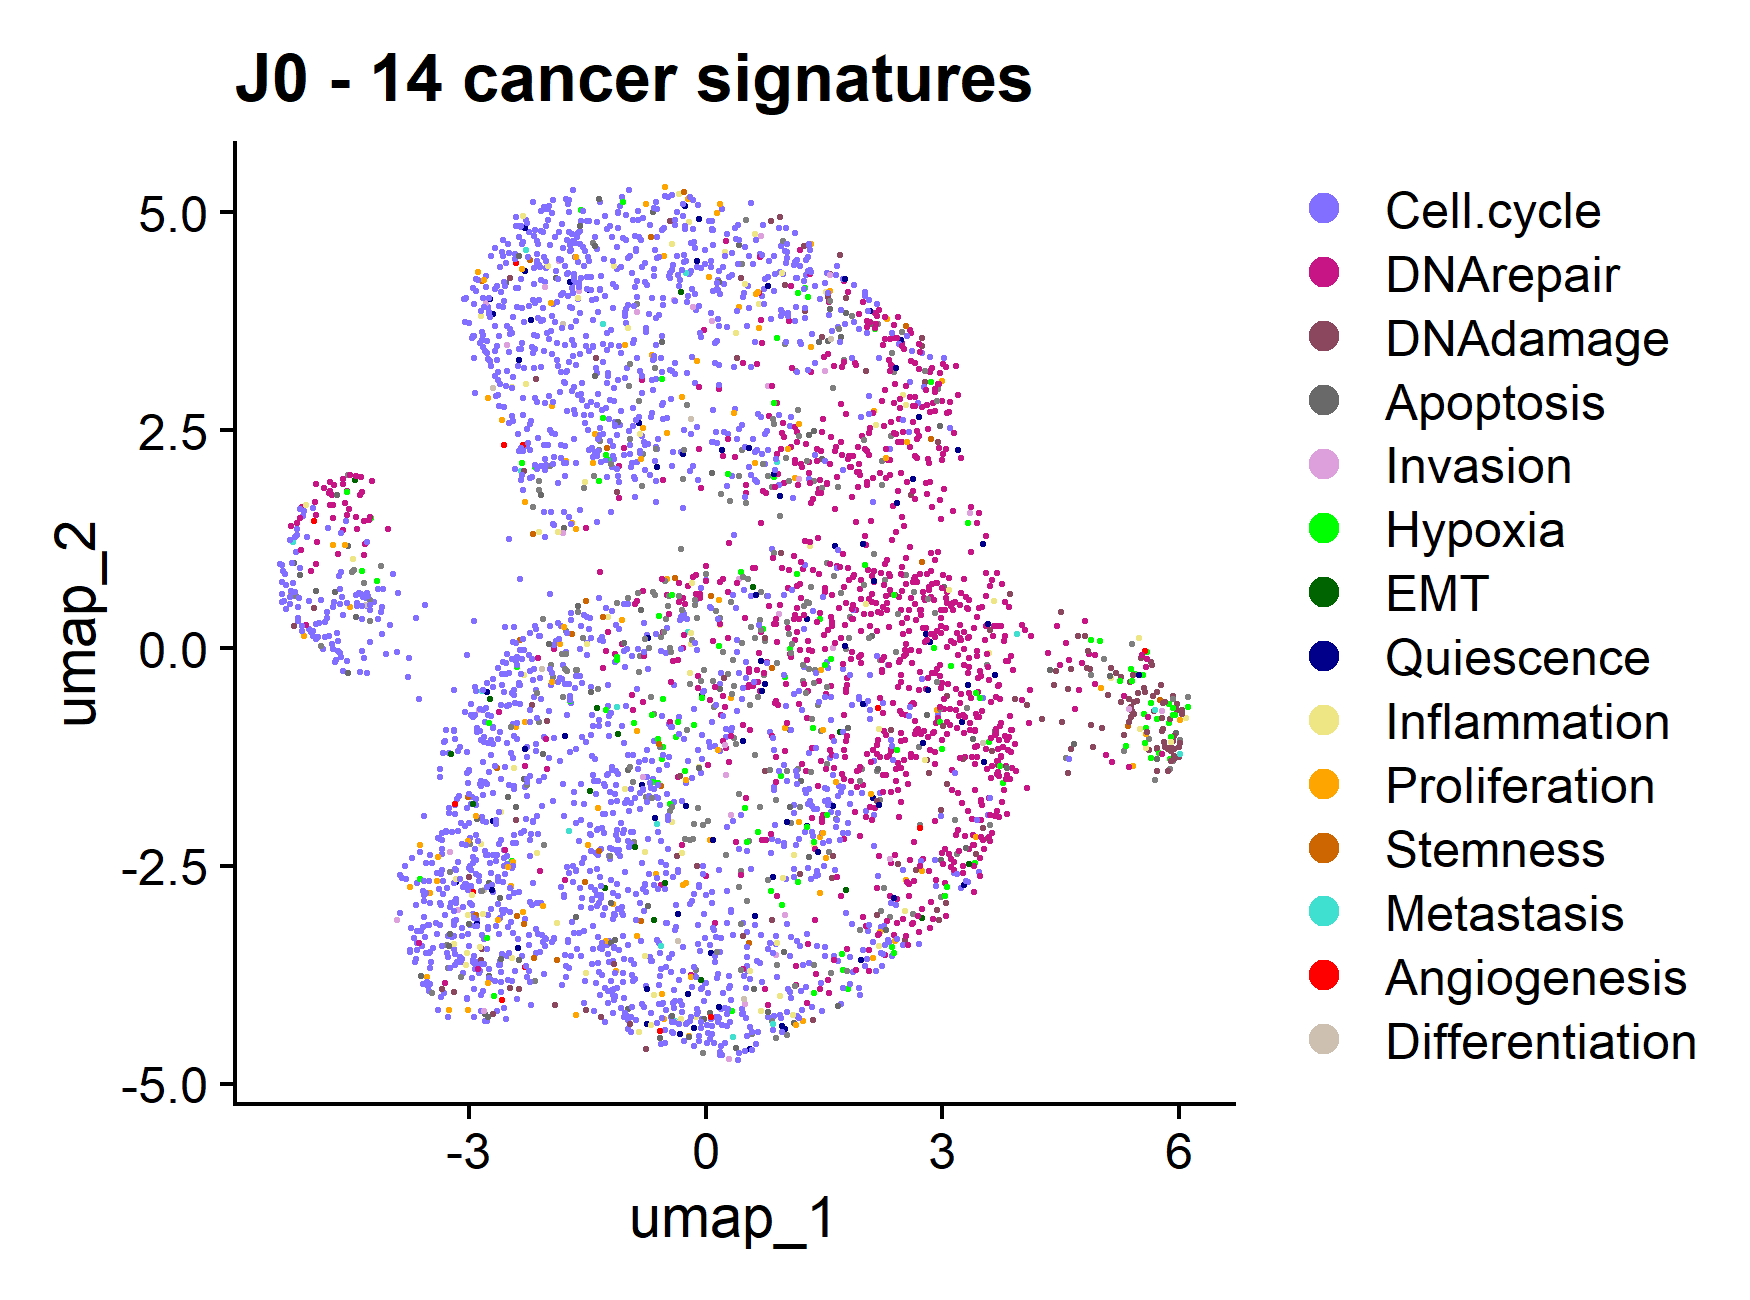 J0 - 14 cancer signatures
umap_2
5.0
2.5
0.0
-2.5
-5.0
-3
0
3
6
umap_1
Cell.cycle
DNArepair
DNAdamage
Apoptosis
Invasion
Hypoxia
EMT
Quiescence
Inflammation
Proliferation
Stemness
Metastasis
Angiogenesis
Differentiation